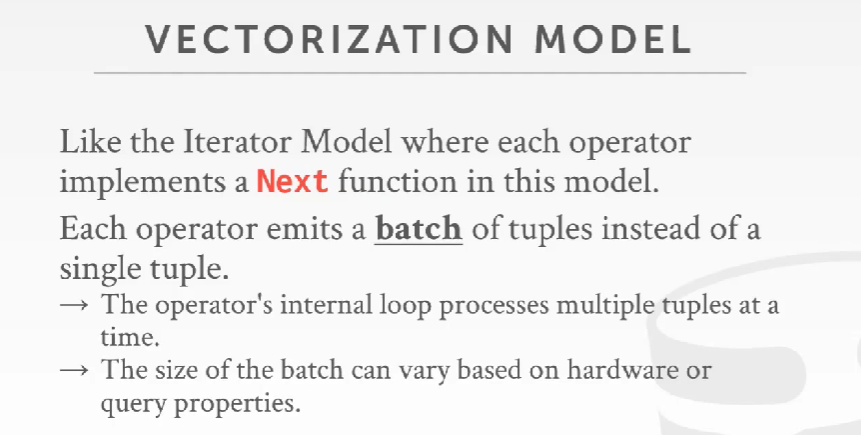 VECTORIZATION MODEL
Like the Iterator Model where each operator
implements a Next function in this model.
Each operator emits a batch of tuples instead of a
single tuple.
→ The operator's internal loop processes multiple tuples at a
time.
→ The size of the batch can vary based on hardware or
query properties.